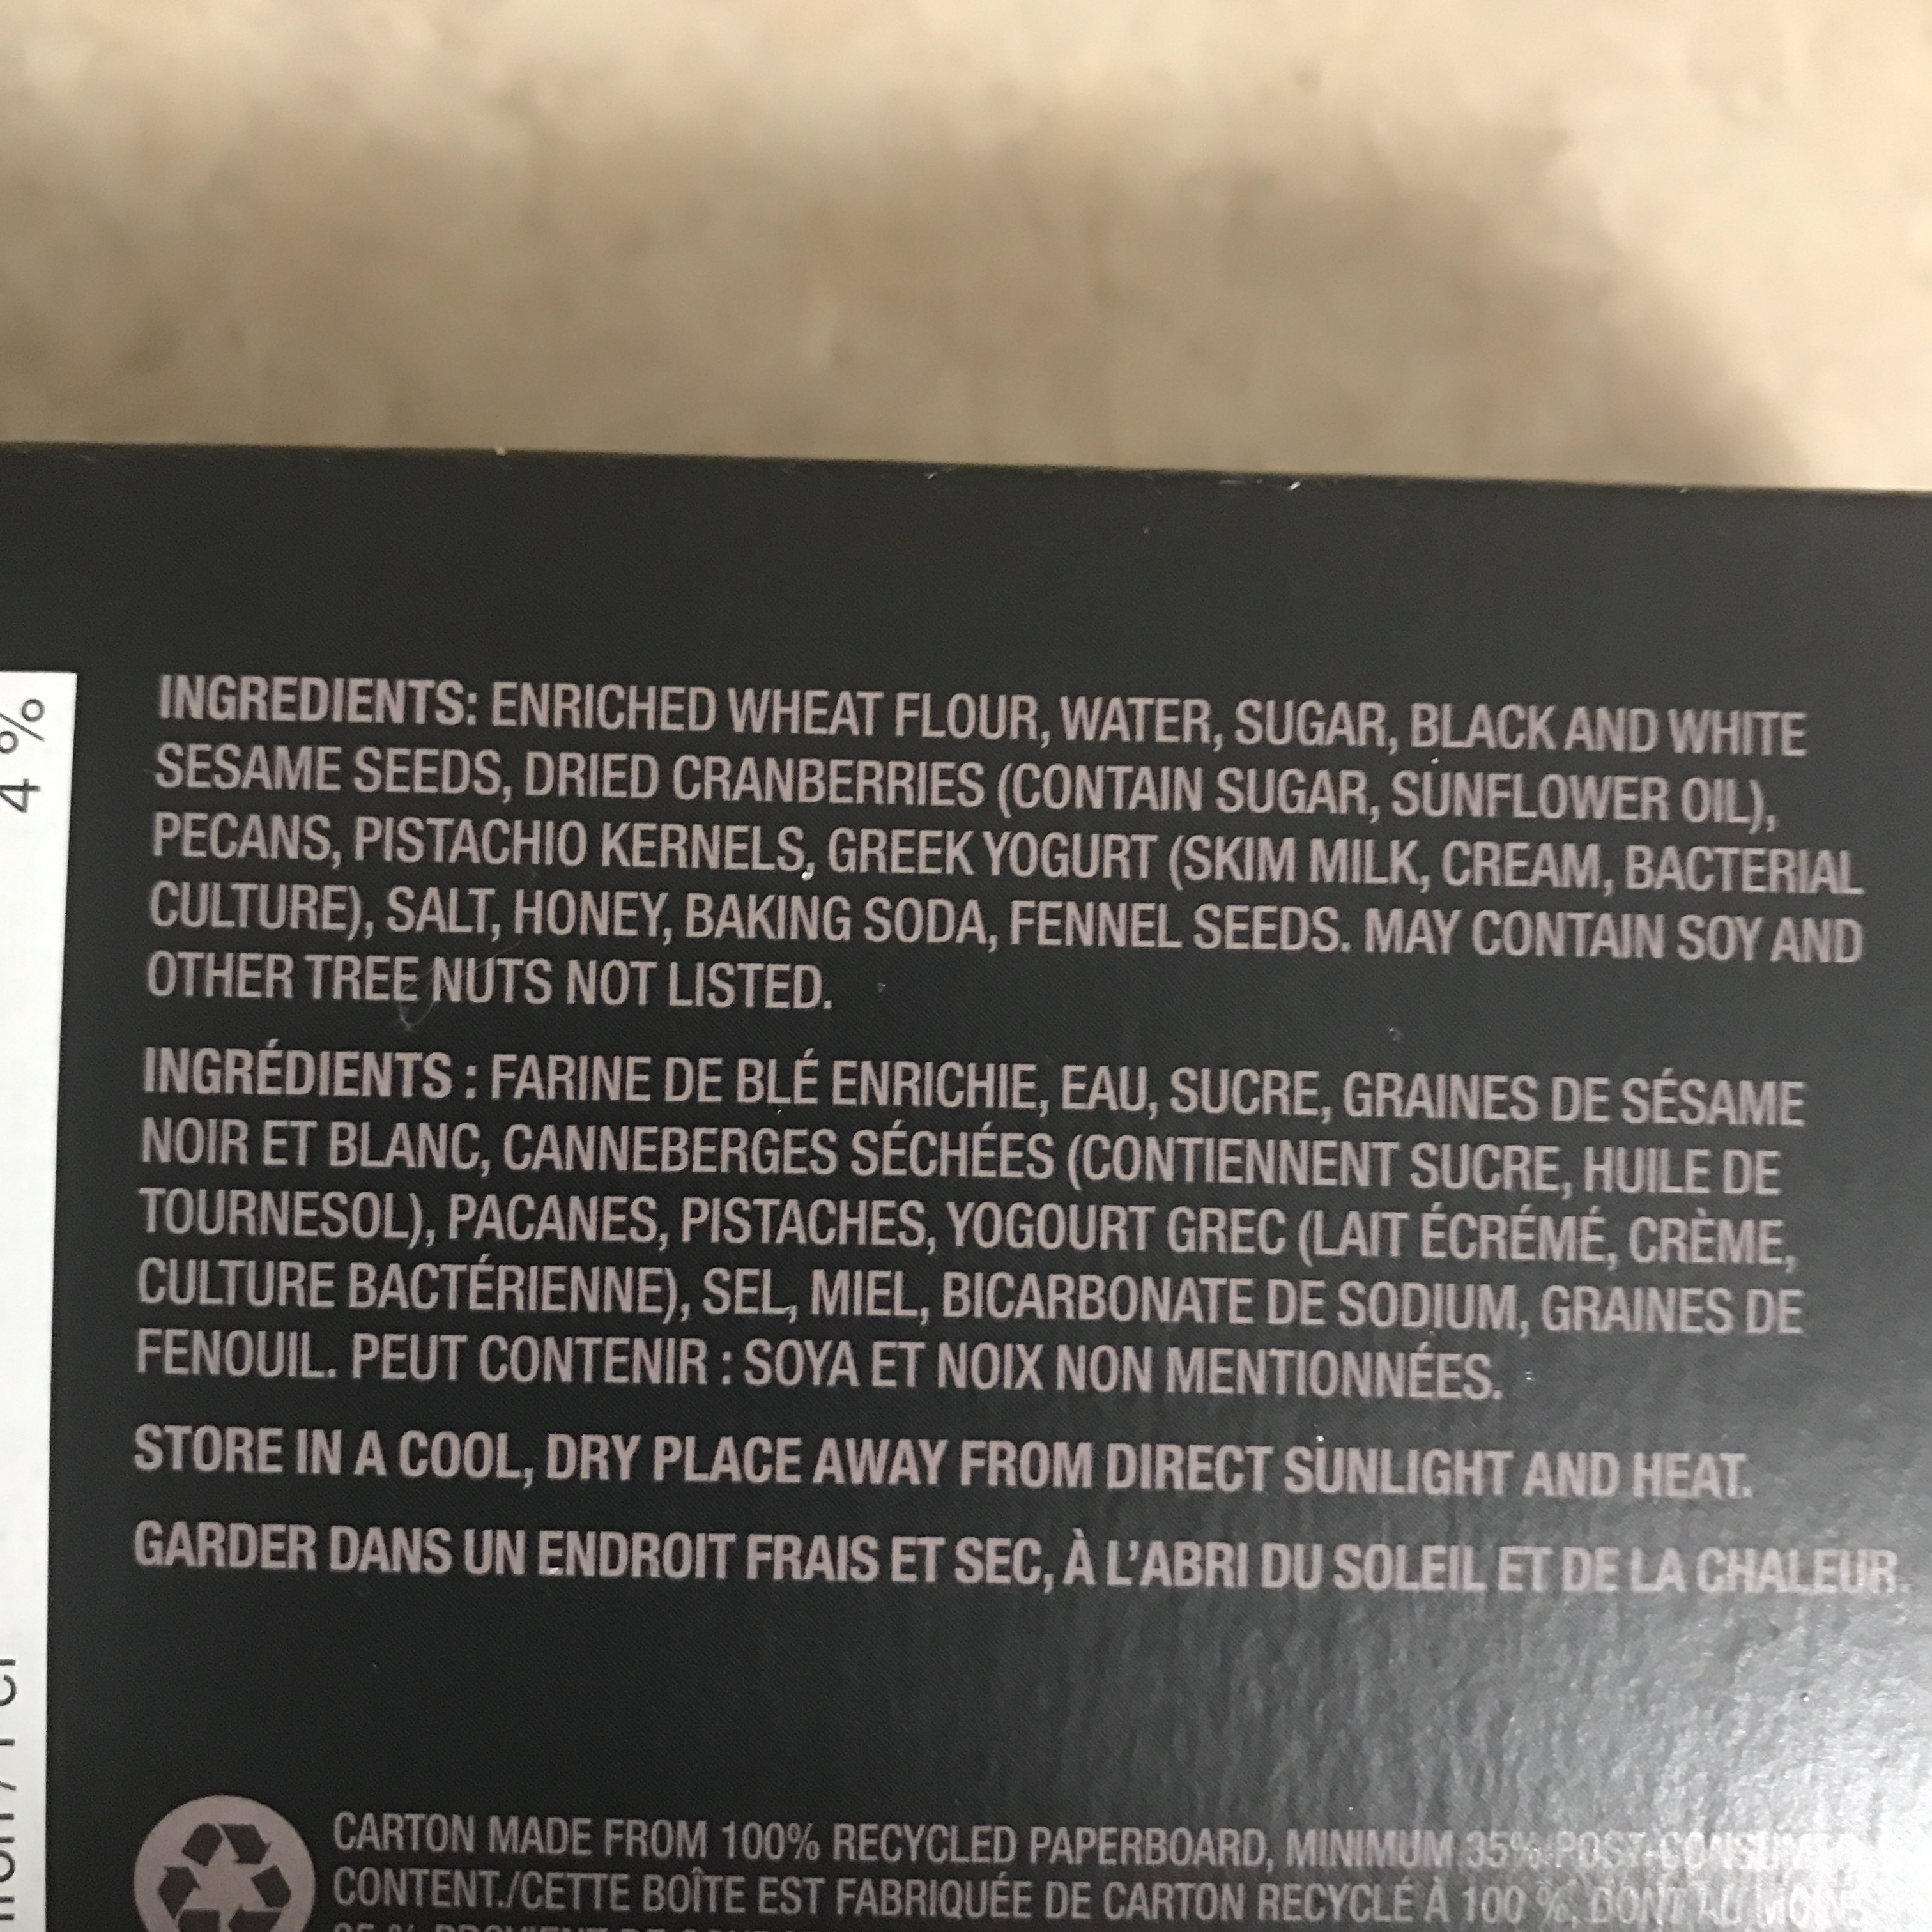 4 %
INGREDIENTS: ENRICHED WHEAT FLOUR, WATER, SUGAR, BLACK AND WHITE
SESAME SEEDS, DRIED CRANBERRIES (CONTAIN SUGAR, SUNFLOWER OIL),
PECANS, PISTACHIO KERNELS, GREEK YOGURT (SKIM MILK, CREAM, BACTERIAL
CULTURE), SALT, HONEY, BAKING SODA, FENNEL SEEDS. MAY CONTAIN SOY AND
OTHER TREE NUTS NOT LISTED.
INGRÉDIENTS : FARINE DE BLÉ ENRICHIE, EAU, SUCRE, GRAINES DE SÉSAME
NOIR ET BLANC, CANNEBERGES SÉCHÉES (CONTIENNENT SUCRE, HUILE DE
TOURNESOL), PACANES, PISTACHES, YOGOURT GREC (LAIT ÉCRÉMÉ, CRÈME,
CULTURE BACTÉRIENNE), SEL, MIEL, BICARBONATE DE SODIUM, GRAINES DE
FENOUIL. PEUT CONTENIR : SOYA ET NOIX NON MENTIONNÉES.
STORE IN A COOL, DRY PLACE AWAY FROM DIRECT SUNLIGHT AND HEAT.
GARDER DANS UN ENDROIT FRAIS ET SEC, À L'ABRI DU SOLEIL ET DE LA CHALEUR.
CARTON MADE FROM 100% RECYCLED PAPERBOARD, MINIMUM 35%
CONTENT./CETTE BOÎTE EST FABRIQUÉE DE CARTON RECYCLÉ À 100 %, DONT AU